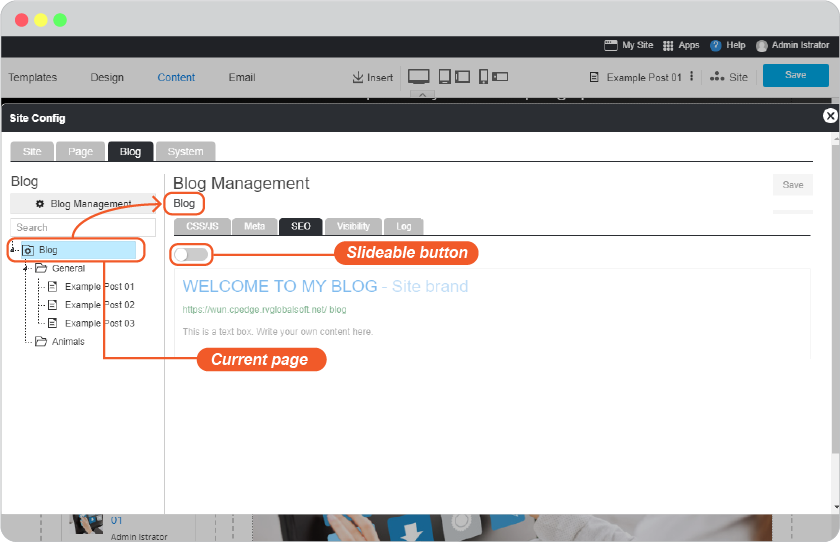 My Site Apps ? Help Admin Istrator
Templates Design Content Email Insert Example Post 01 Site Save
Site Config
Site Page Blog System
Blog
Blog Management
Search
Blog
General
Example Post 01
Example Post 02
Example Post 03
Animals
Blog Management
Save
Blog
CSS/JS Meta SEO Visibility Log
Slideable button
WELCOME TO MY BLOG - Site brand
https://wun.cpedge.rvglobalsoft.net/ blog
This is a text box. Write your own content here.
Current page
01
Admin Istrator